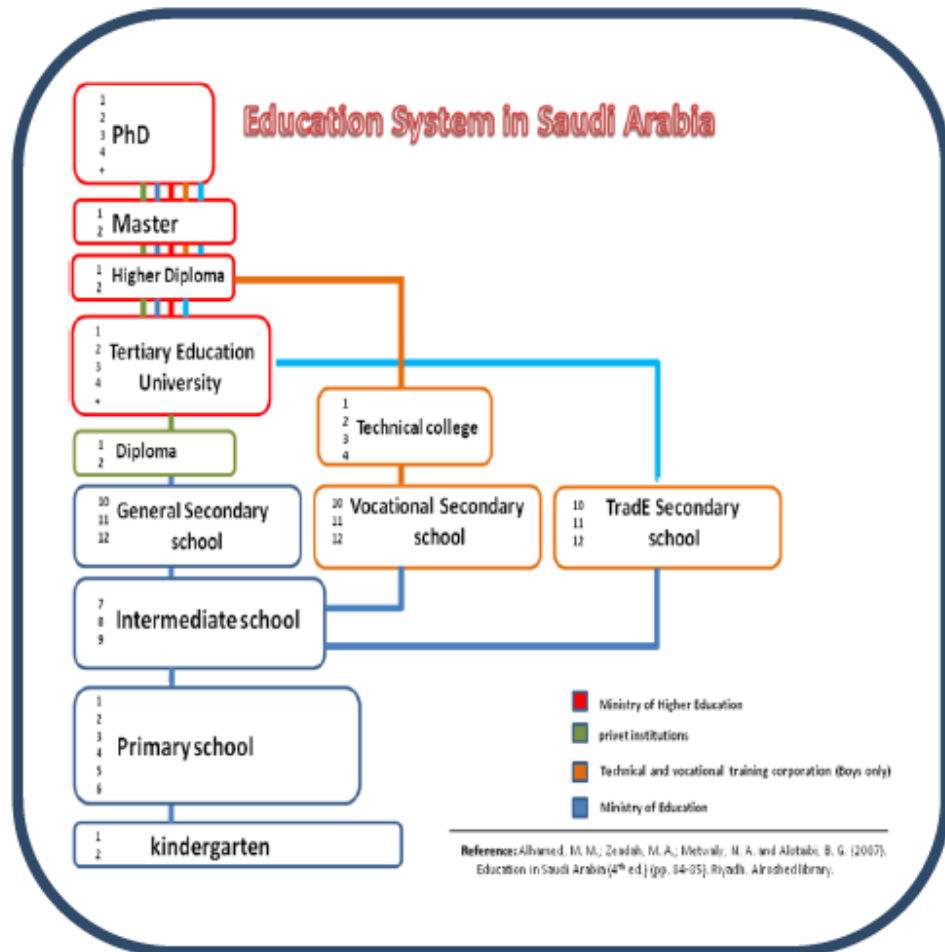 Education System in Saudi Arabia
1
2
3
4
+
PhD
1
2
Master
1
2
Higher Diploma
1
2
3
4
+
Tertiary Education
University
1
2
3
4
Technical college
1
2
Diploma
10
11
12
General Secondary
school
10
11
12
Vocational Secondary
school
10
11
12
TradE Secondary
school
7
8
9
Intermediate school
1
2
3
4
5
6
Primary school
1
2
kindergarten
Ministry of Higher Education
privet institutions
Technical and vocational training corporation (Boys only)
Ministry of Education
Reference: Alhamed, M. M.; Zeadah, M. A.; Metwaly, N. A. and Alotaibi, B. G. (2007).
Education in Saudi Arabia (4th ed.) (pp. 84-85). Riyadh. Alroshed library.